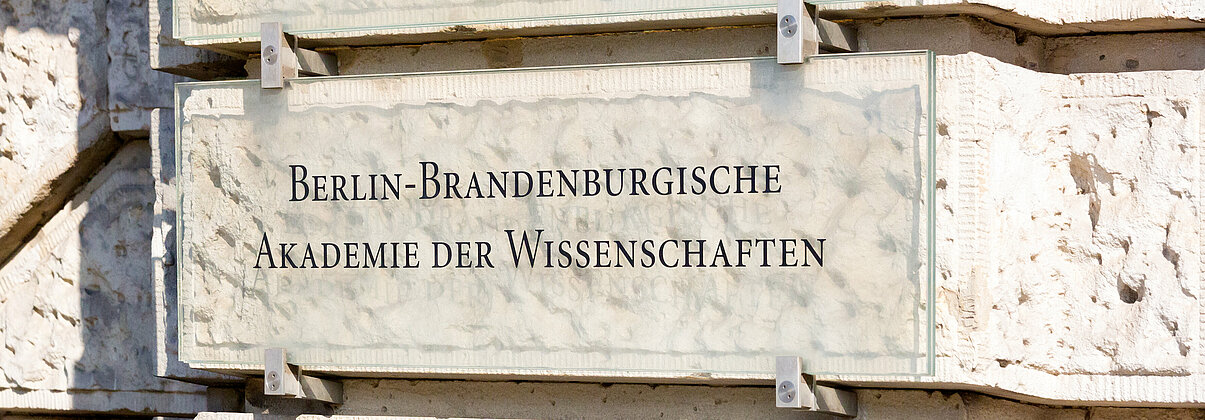 Berlin-Brandenburgische
Akademie der Wissenschaften